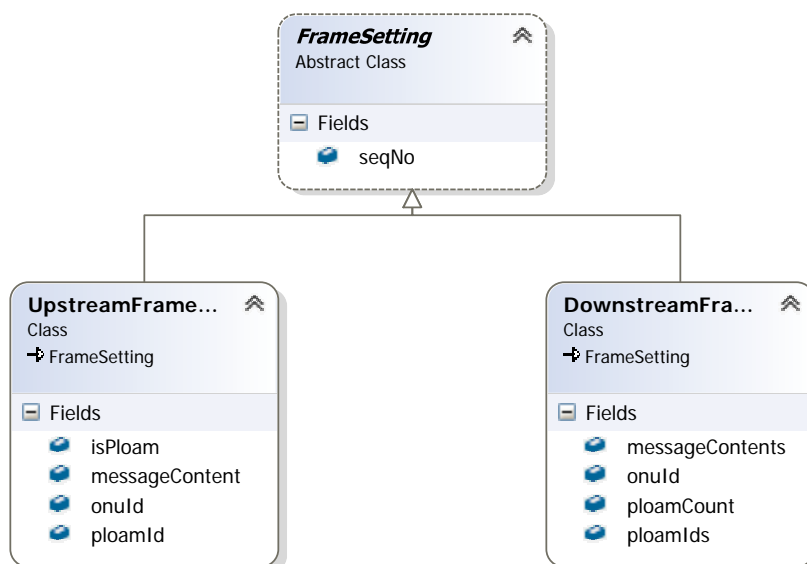 FrameSetting
Abstract Class
Fields
seqNo
UpstreamFrame...
Class
FrameSetting
Fields
isPloam
messageContent
onuId
ploamId
DownstreamFra...
Class
FrameSetting
Fields
messageContents
onuId
ploamCount
ploamIds